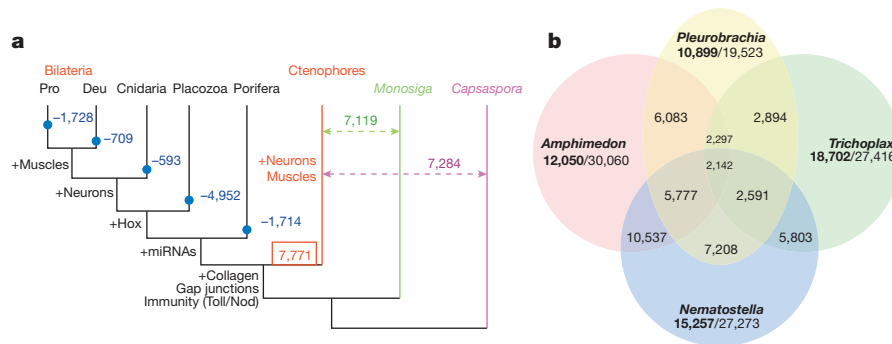 a
Bilateria
Ctenophores
Pro Deu Cnidaria Placozoa Porifera Monosiga Capsaspora
–1,728
–709
–593
–4,952
–1,714
7,119
7,284
+Muscles
+Neurons
+Hox
+miRNAs
+Neurons
Muscles
7,771
+Collagen
Gap junctions
Immunity (Toll/Nod)
b
Pleurobrachia
10,899/19,523
Amphimedon
12,050/30,060
Trichoplax
18,702/27,416
6,083
2,894
2,297
2,142
5,777
2,591
10,537
5,803
7,208
Nematostella
15,257/27,273